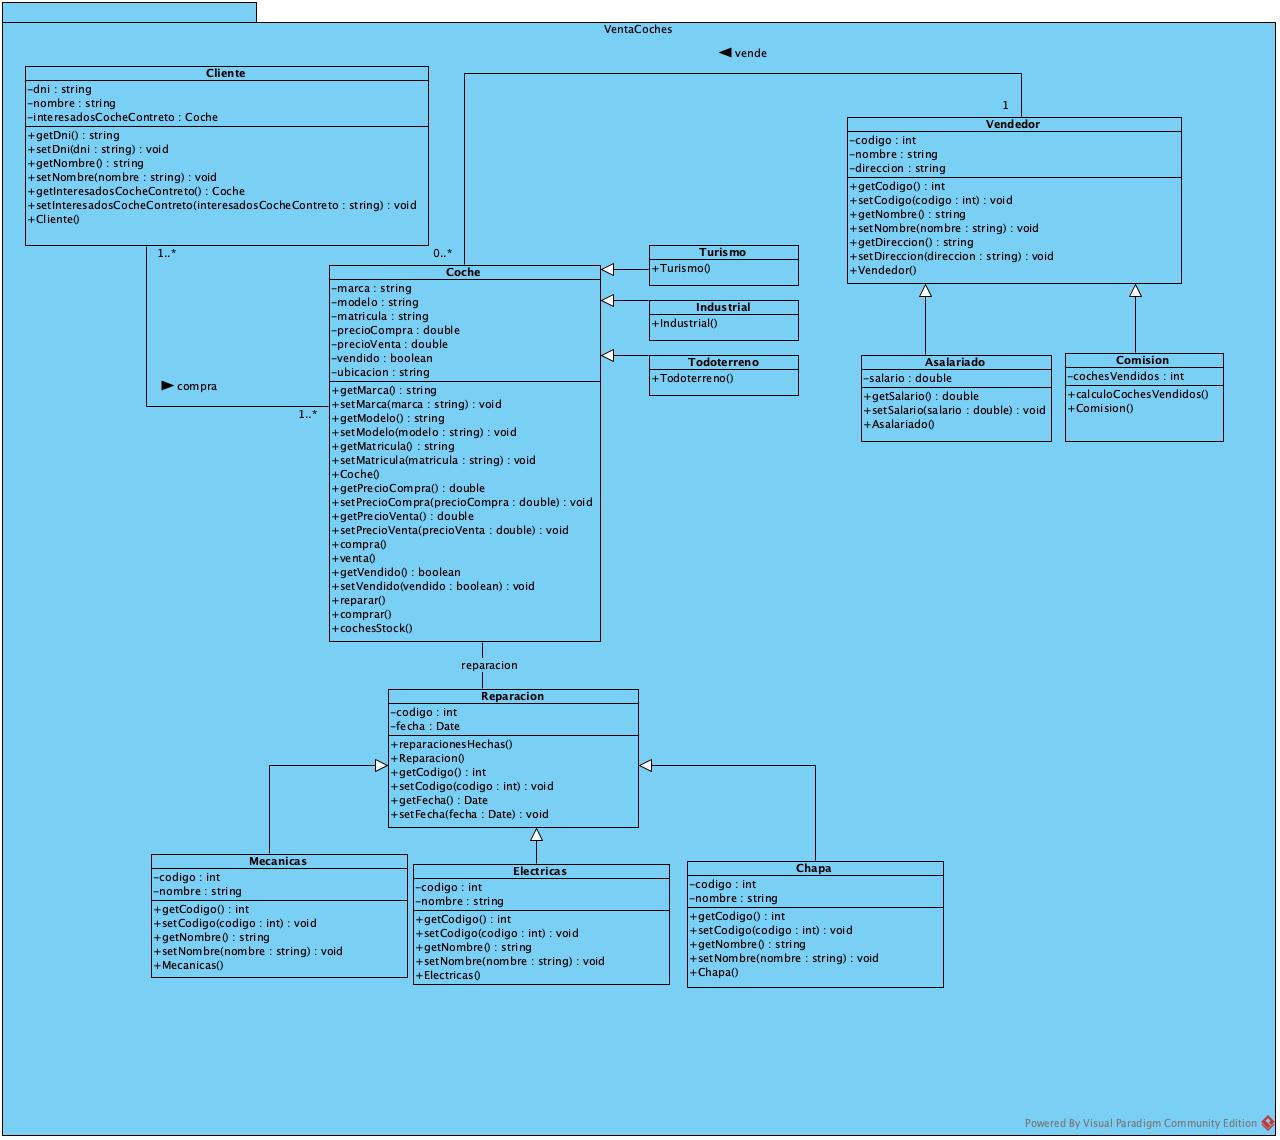 VentaCoches
vende
Cliente
-dni : string
-nombre : string
-interesadosCocheContreto : Coche
+getDni() : string
+setDni(dni : string) : void
+getNombre() : string
+setNombre(nombre : string) : void
+getInteresadosCocheContreto() : Coche
+setInteresadosCocheContreto(interesadosCocheContreto : string) : void
+Cliente()
1
Vendedor
-codigo : int
-nombre : string
-direccion : string
+getCodigo() : int
+setCodigo(codigo : int) : void
+getNombre() : string
+setNombre(nombre : string) : void
+getDireccion() : string
+setDireccion(direccion : string) : void
+Vendedor()
1..*
0..*
compra
1..*
Coche
-marca : string
-modelo : string
-matricula : string
-precioCompra : double
-precioVenta : double
-vendido : boolean
-ubicacion : string
+getMarca() : string
+setMarca(marca : string) : void
+getModelo() : string
+setModelo(modelo : string) : void
+getMatricula() : string
+setMatricula(matricula : string) : void
+Coche()
+getPrecioCompra() : double
+setPrecioCompra(precioCompra : double) : void
+getPrecioVenta() : double
+setPrecioVenta(precioVenta : double) : void
+compra()
+venta()
+getVendido() : boolean
+setVendido(vendido : boolean) : void
+reparar()
+comprar()
+cochesStock()
Turismo
+Turismo()
Industrial
+Industrial()
Todoterreno
+Todoterreno()
Asalariado
-salario : double
+getSalario() : double
+setSalario(salario : double) : void
+Asalariado()
Comision
-cochesVendidos : int
+calculoCochesVendidos()
+Comision()
reparacion
Reparacion
-codigo : int
-fecha : Date
+reparacionesHechas()
+Reparacion()
+getCodigo() : int
+setCodigo(codigo : int) : void
+getFecha() : Date
+setFecha(fecha : Date) : void
Mecanicas
-codigo : int
-nombre : string
+getCodigo() : int
+setCodigo(codigo : int) : void
+getNombre() : string
+setNombre(nombre : string) : void
+Mecanicas()
Electricas
-codigo : int
-nombre : string
+getCodigo() : int
+setCodigo(codigo : int) : void
+getNombre() : string
+setNombre(nombre : string) : void
+Electricas()
Chapa
-codigo : int
-nombre : string
+getCodigo() : int
+setCodigo(codigo : int) : void
+getNombre() : string
+setNombre(nombre : string) : void
+Chapa()
Powered By Visual Paradigm Community Edition